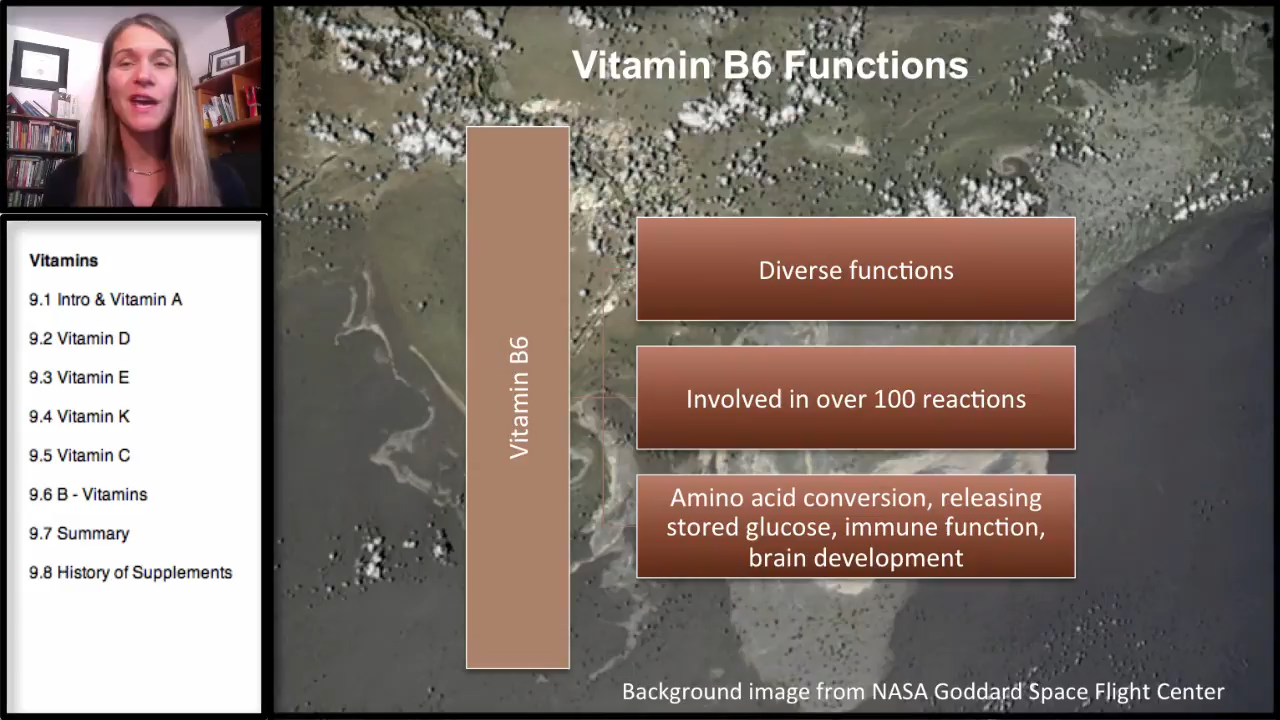 Vitamin B6 Functions
Vitamins
9.1 Intro & Vitamin A
9.2 Vitamin D
9.3 Vitamin E
9.4 Vitamin K
9.5 Vitamin C
9.6 B - Vitamins
9.7 Summary
9.8 History of Supplements
Vitamin B6
Diverse functions
Involved in over 100 reactions
Amino acid conversion, releasing
stored glucose, immune function,
brain development
Background image from NASA Goddard Space Flight Center